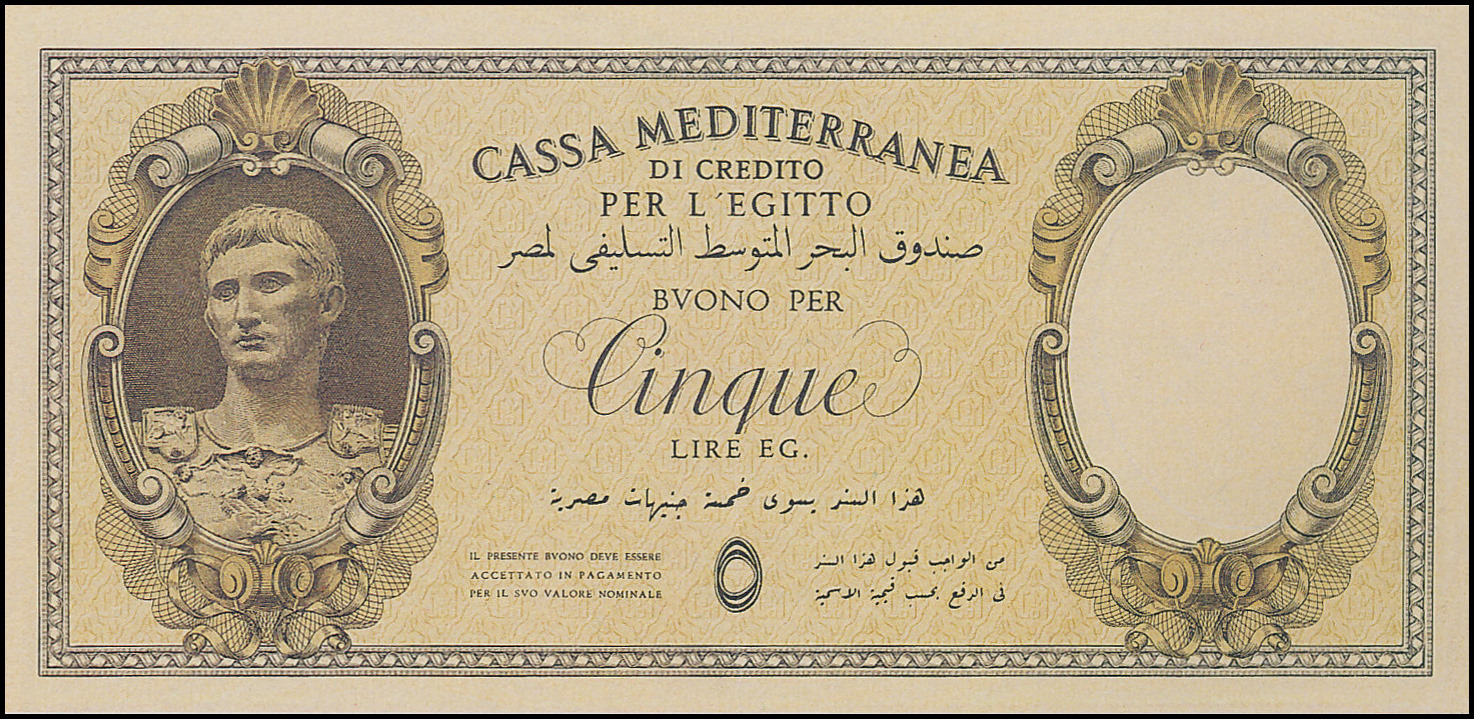 CASSA MEDITERRANEA
DI CREDITO
PER L'EGITTO
صندوق البحر المتوسط التسليفى لمصر
BVONO PER
Cinque
LIRE EG.
هذا السند يسوى خمسة جنيهات مصرية
IL PRESENTE BVONO DEVE ESSERE
ACCETTATO IN PAGAMENTO
PER IL SVO VALORE NOMINALE
من الواجب قبول هذا السند
فى الدفع بحسب قيمية الاسمية